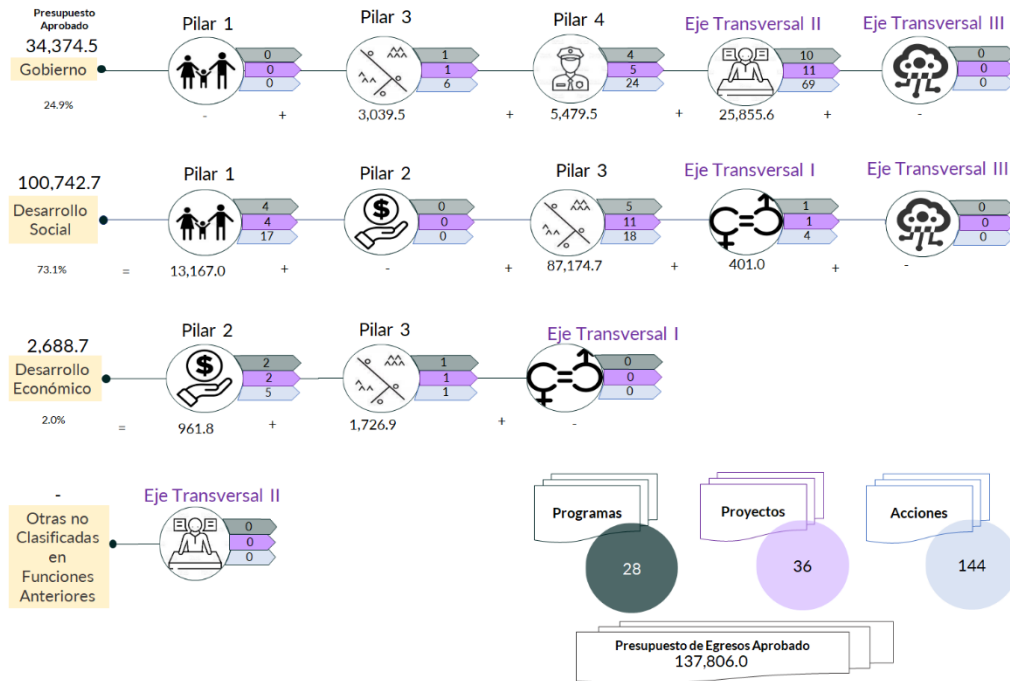 Presupuesto
Aprobado
34,374.5
Gobierno
24.9%
Pilar 1
0
0
0
-
+
Pilar 3
1
1
6
3,039.5
+
Pilar 4
4
5
24
5,479.5
+
Eje Transversal II
10
11
69
25,855.6
+
Eje Transversal III
0
0
0
-
100,742.7
Desarrollo
Social
73.1%
=
Pilar 1
4
4
17
13,167.0
+
Pilar 2
$
0
0
0
-
+
Pilar 3
5
11
18
87,174.7
+
Eje Transversal I
1
1
4
401.0
+
Eje Transversal III
0
0
0
-
2,688.7
Desarrollo
Económico
2.0%
=
Pilar 2
$
2
2
5
961.8
+
Pilar 3
1
1
1
1,726.9
+
Eje Transversal I
0
0
0
-
-
Otras no
Clasificadas
en
Funciones
Anteriores
Eje Transversal II
0
0
0
Programas
28
Proyectos
36
Acciones
144
Presupuesto de Egresos Aprobado
137,806.0